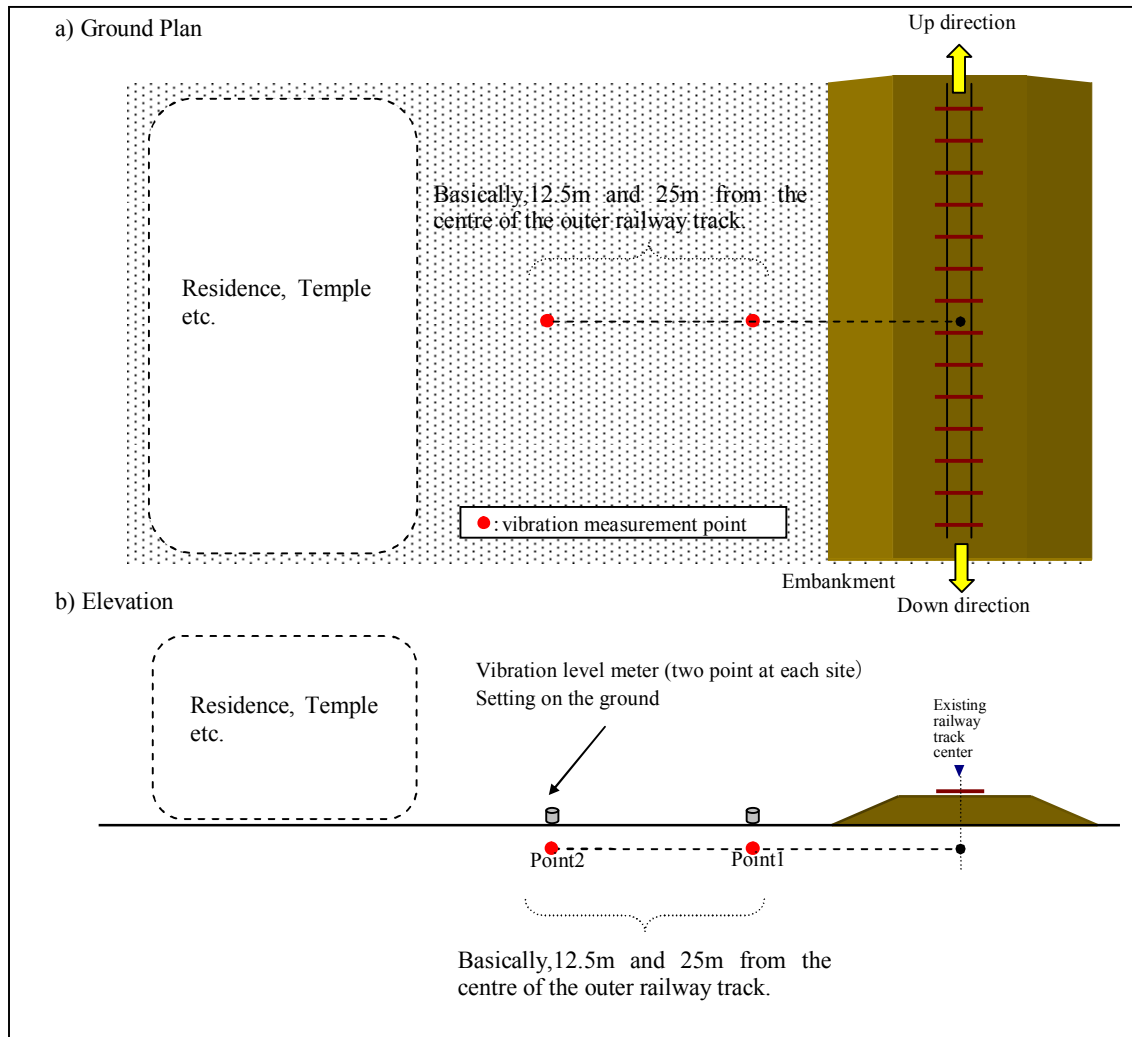 a) Ground Plan
Up direction
Basically,12.5m and 25m from the
centre of the outer railway track.
Residence, Temple
etc.
: vibration measurement point
Embankment
Down direction
b) Elevation
Vibration level meter (two point at each site)
Setting on the ground
Residence, Temple
etc.
Existing
railway
track
center
Point2
Point1
Basically,12.5m and 25m from the
centre of the outer railway track.